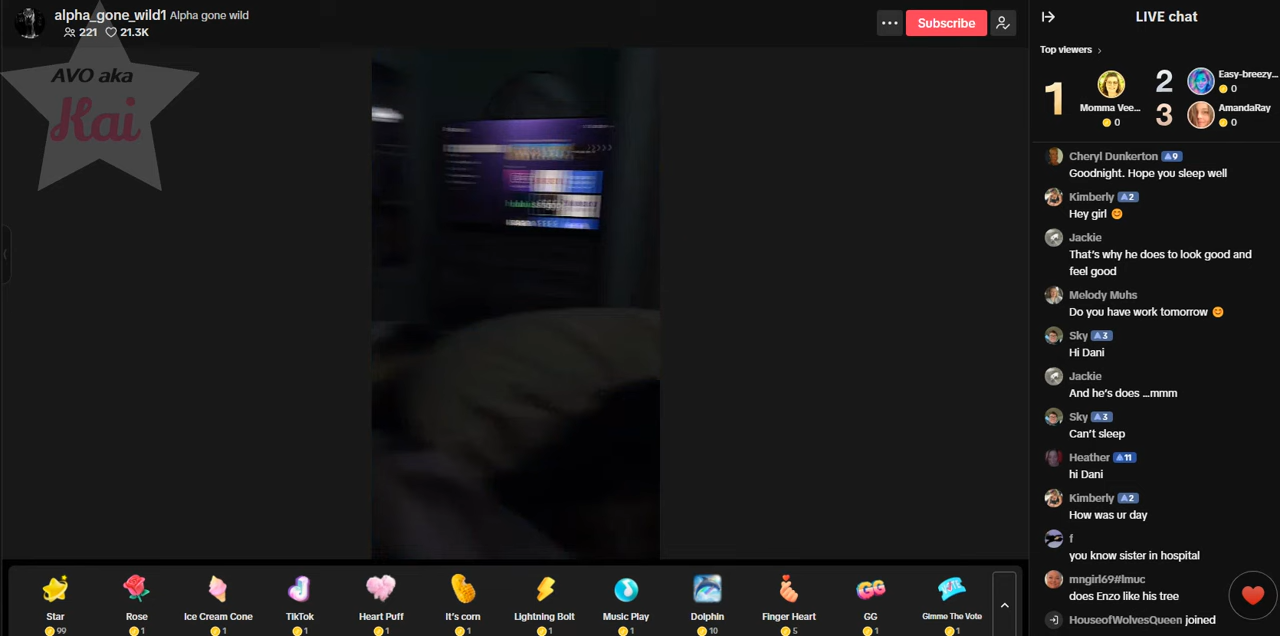 alpha_gone_wild1 Alpha gone wild
221 21.3K
Subscribe
AVO aka
Kai
LIVE chat
Top viewers
1 Momma Vee... 0
2 Easy-breezy... 0
3 AmandaRay 0
Cheryl Dunkerton 9
Goodnight. Hope you sleep well
Kimberly 2
Hey girl 😊
Jackie
That's why he does to look good and
feel good
Melody Muhs
Do you have work tomorrow 😊
Sky 3
Hi Dani
Jackie
And he's does ...mmm
Sky 3
Can't sleep
Heather 11
hi Dani
Kimberly 2
How was ur day
f
you know sister in hospital
mngirl69#lmuc
does Enzo like his tree
HouseofWolvesQueen joined
Star Rose Ice Cream Cone TikTok Heart Puff It's corn Lightning Bolt Music Play Dolphin Finger Heart GG Gimme The Vote
99 1 1 1 1 1 1 1 10 5 1 1